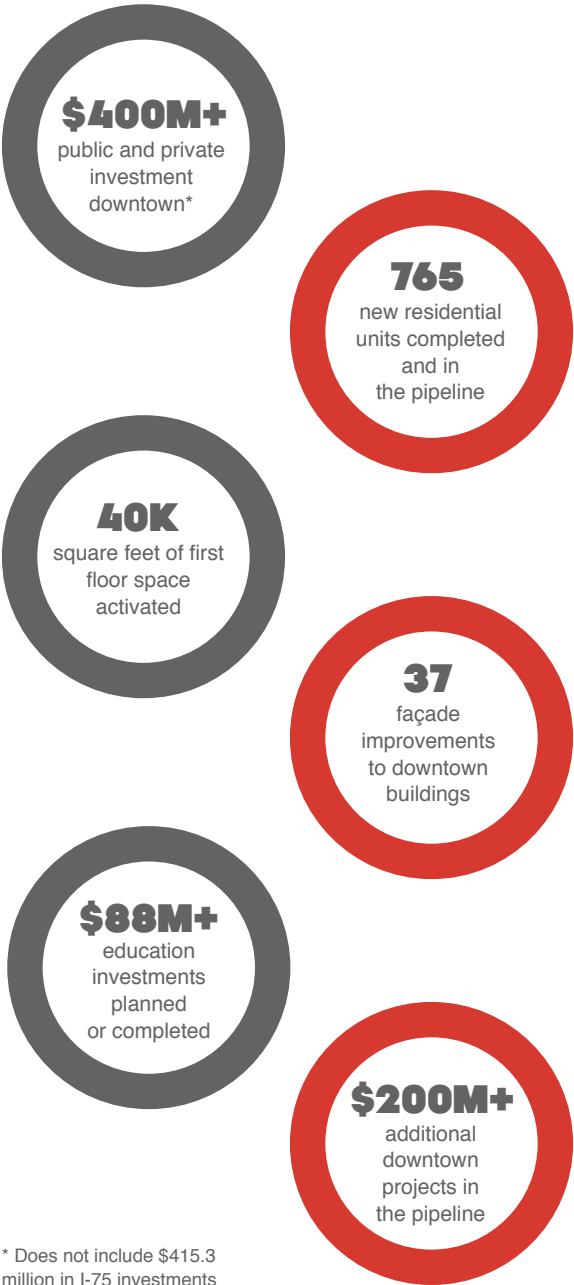 $400M+
public and private
investment
downtown*
765
new residential
units completed
and in
the pipeline
40K
square feet of first
floor space
activated
37
façade
improvements
to downtown
buildings
$88M+
education
investments
planned
or completed
$200M+
additional
downtown
projects in
the pipeline
* Does not include $415.3
million in I-75 investments